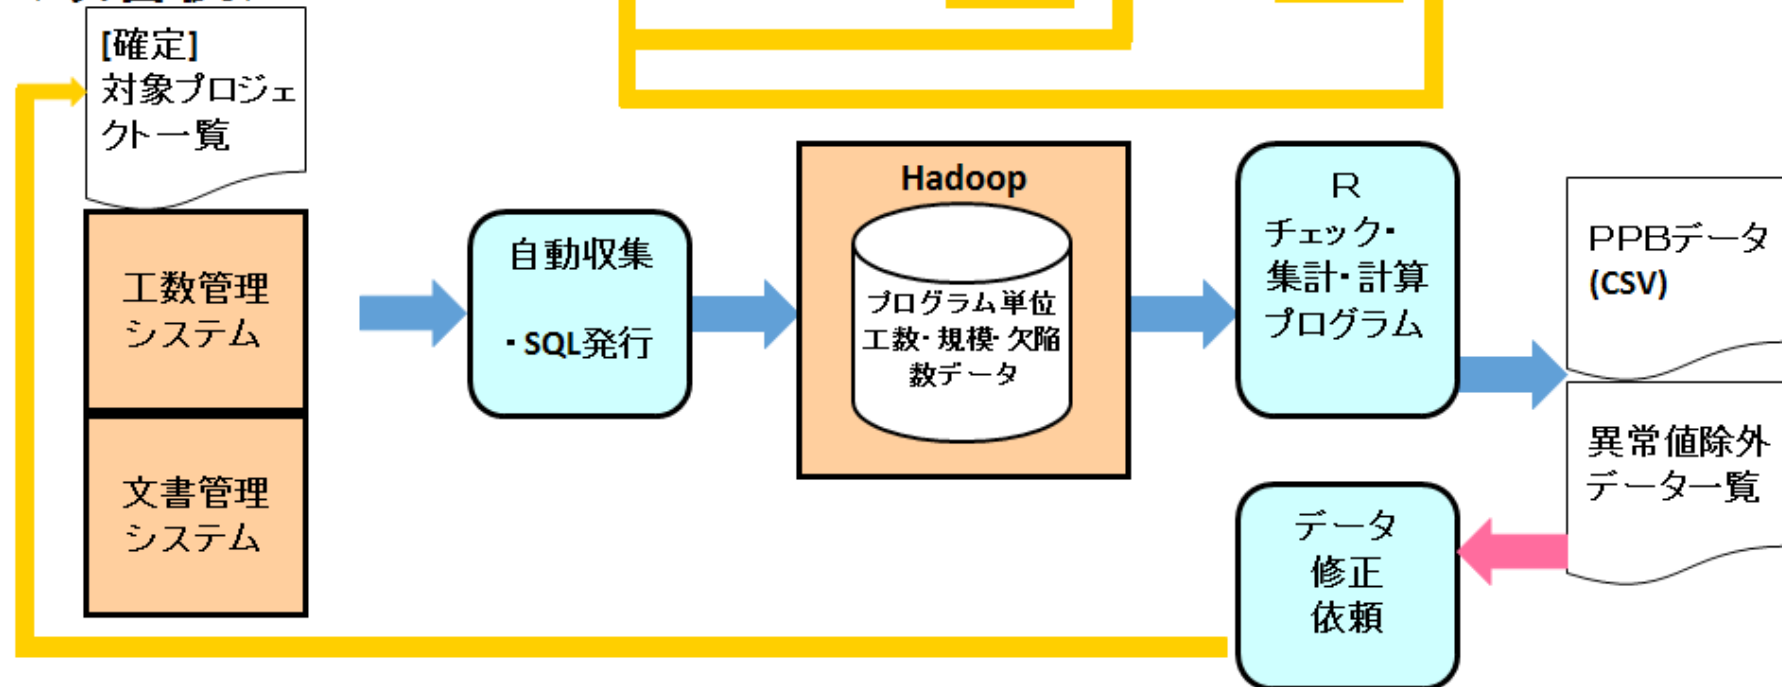 [確定]
対象プロジェ
クト一覧
工数管理
システム
文書管理
システム
自動収集
・SQL発行
Hadoop
プログラム単位
工数・規模・欠陥
数データ
R
チェック・
集計・計算
プログラム
PPBデータ
(CSV)
異常値除外
データ一覧
データ
修正
依頼